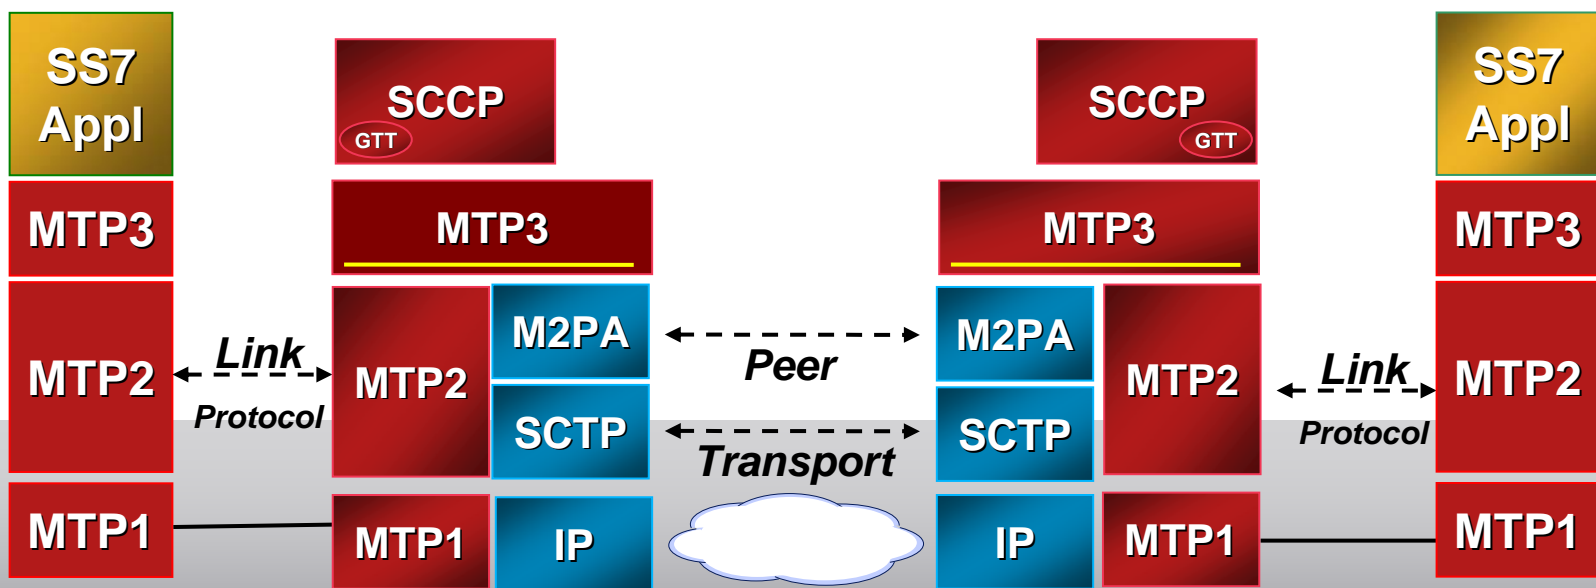 SS7
Appl
MTP3
MTP2
MTP1
Link
Protocol
SCCP
GTT
MTP3
MTP2
M2PA
SCTP
MTP1
IP
Peer
Transport
SCCP
GTT
MTP3
M2PA
MTP2
SCTP
IP
MTP1
Link
Protocol
SS7
Appl
MTP3
MTP2
MTP1